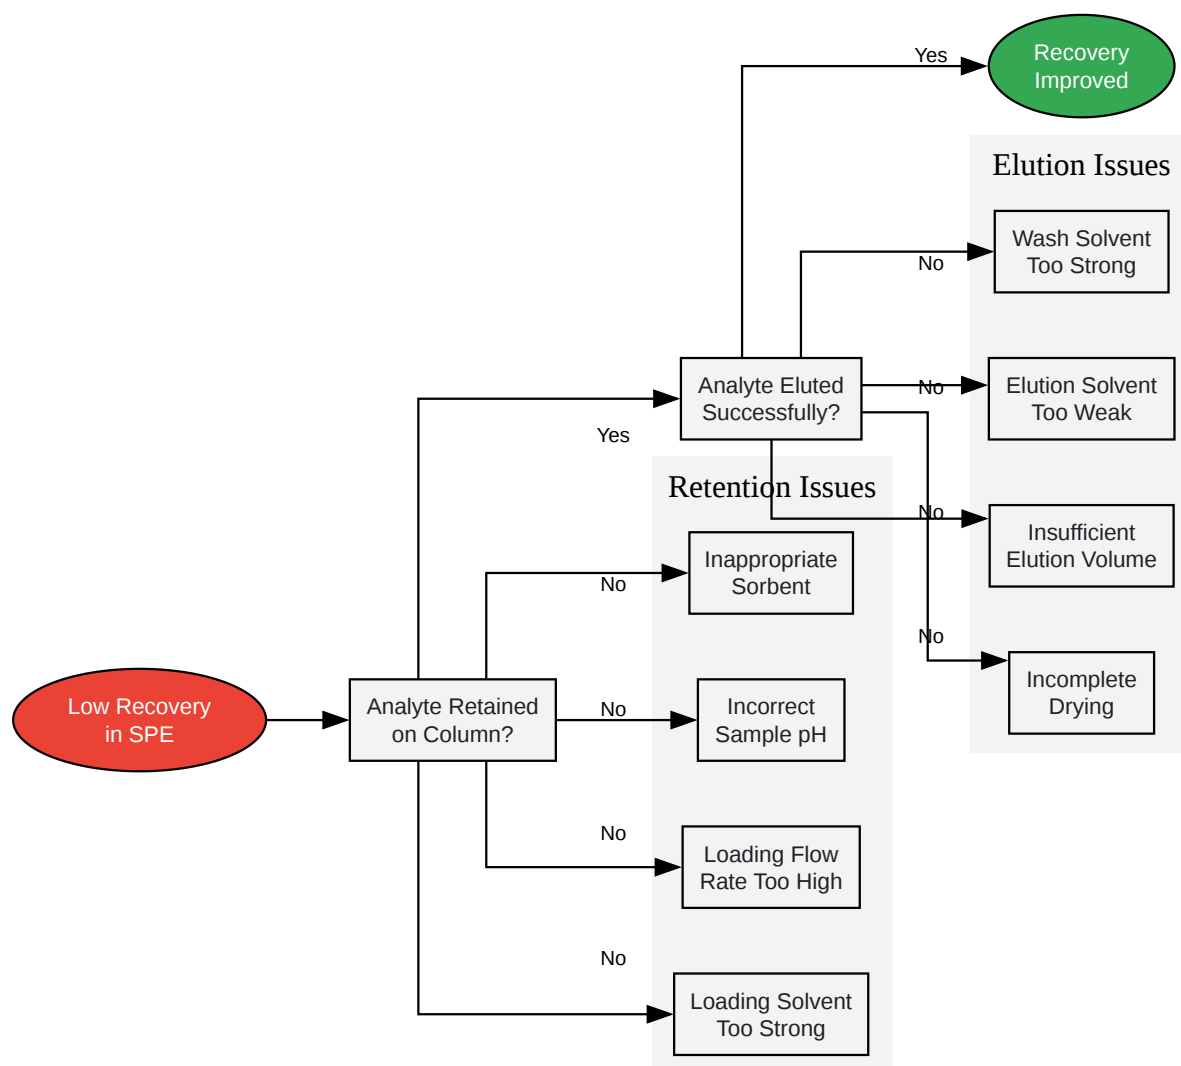 Yes
Recovery
Improved
Elution Issues
Wash Solvent
Too Strong
No
Analyte Eluted
Successfully?
No
Elution Solvent
Too Weak
Yes
Retention Issues
No
Insufficient
Elution Volume
Inappropriate
Sorbent
No
No
Incomplete
Drying
Low Recovery
in SPE
Analyte Retained
on Column?
No
Incorrect
Sample pH
No
Loading Flow
Rate Too High
No
Loading Solvent
Too Strong